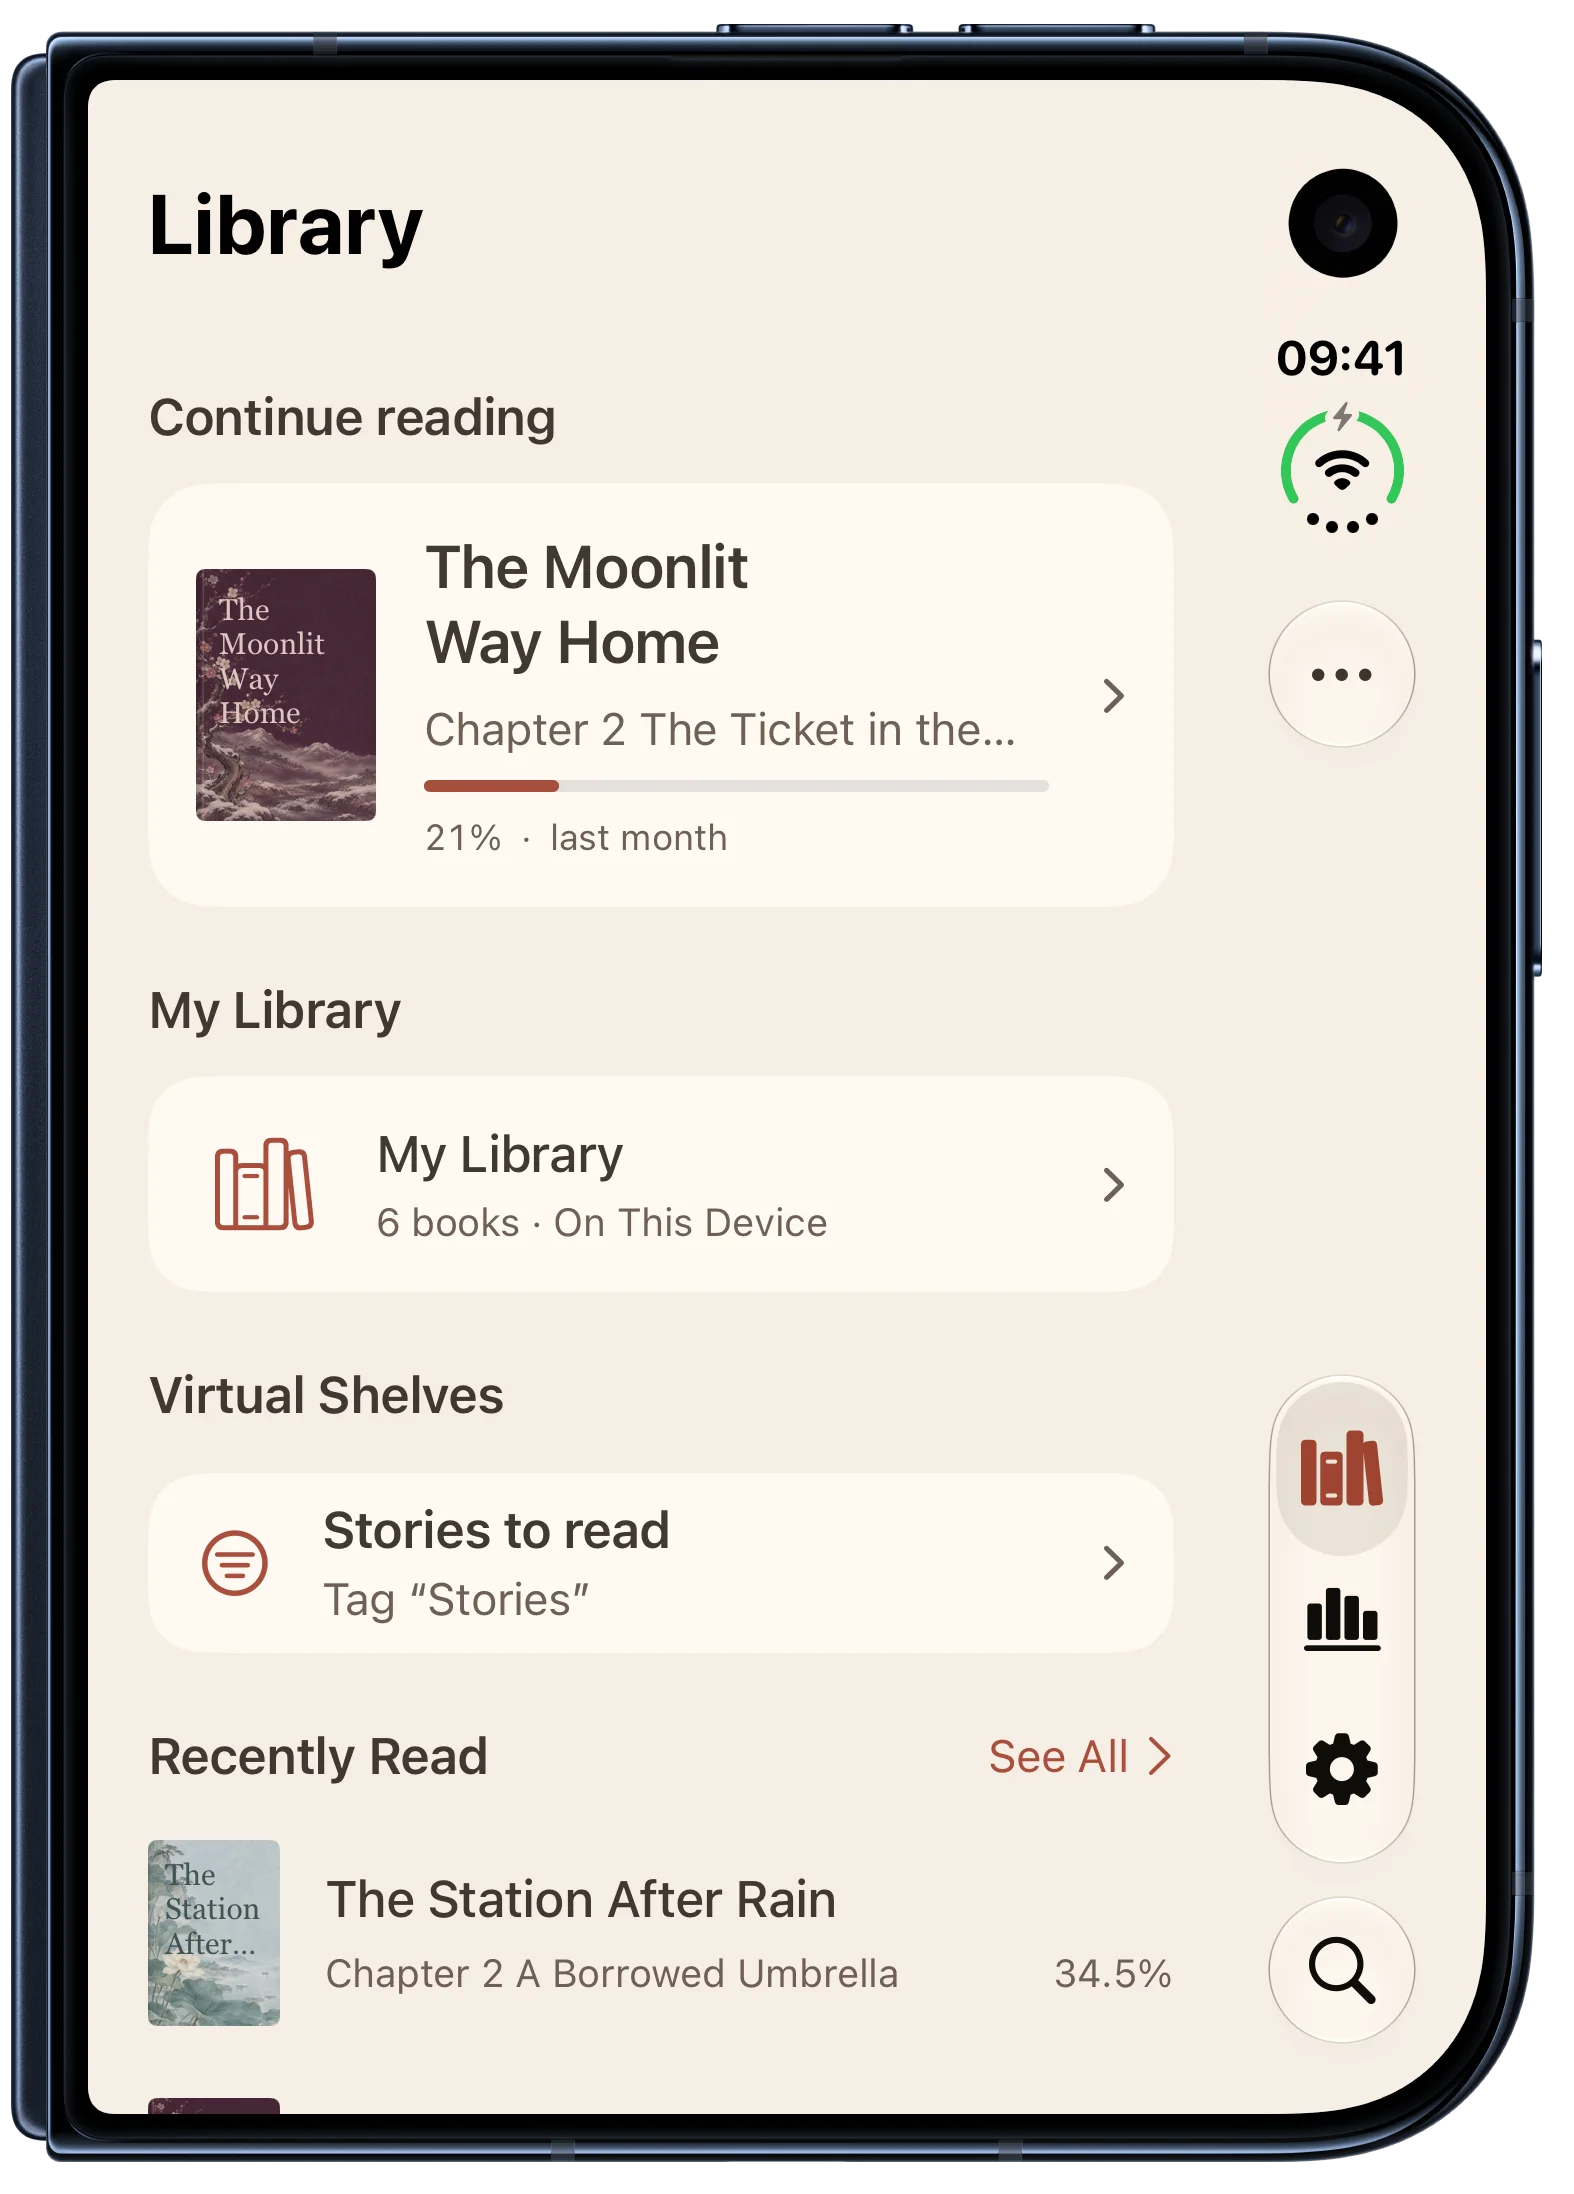 Library
09:41
Continue reading
The
Moonlit
Way
Home
The Moonlit
Way Home
Chapter 2 The Ticket in the...
21% · last month
My Library
My Library
6 books · On This Device
Virtual Shelves
Stories to read
Tag “Stories”
Recently Read
See All
The
Station
After...
The Station After Rain
Chapter 2 A Borrowed Umbrella
34.5%